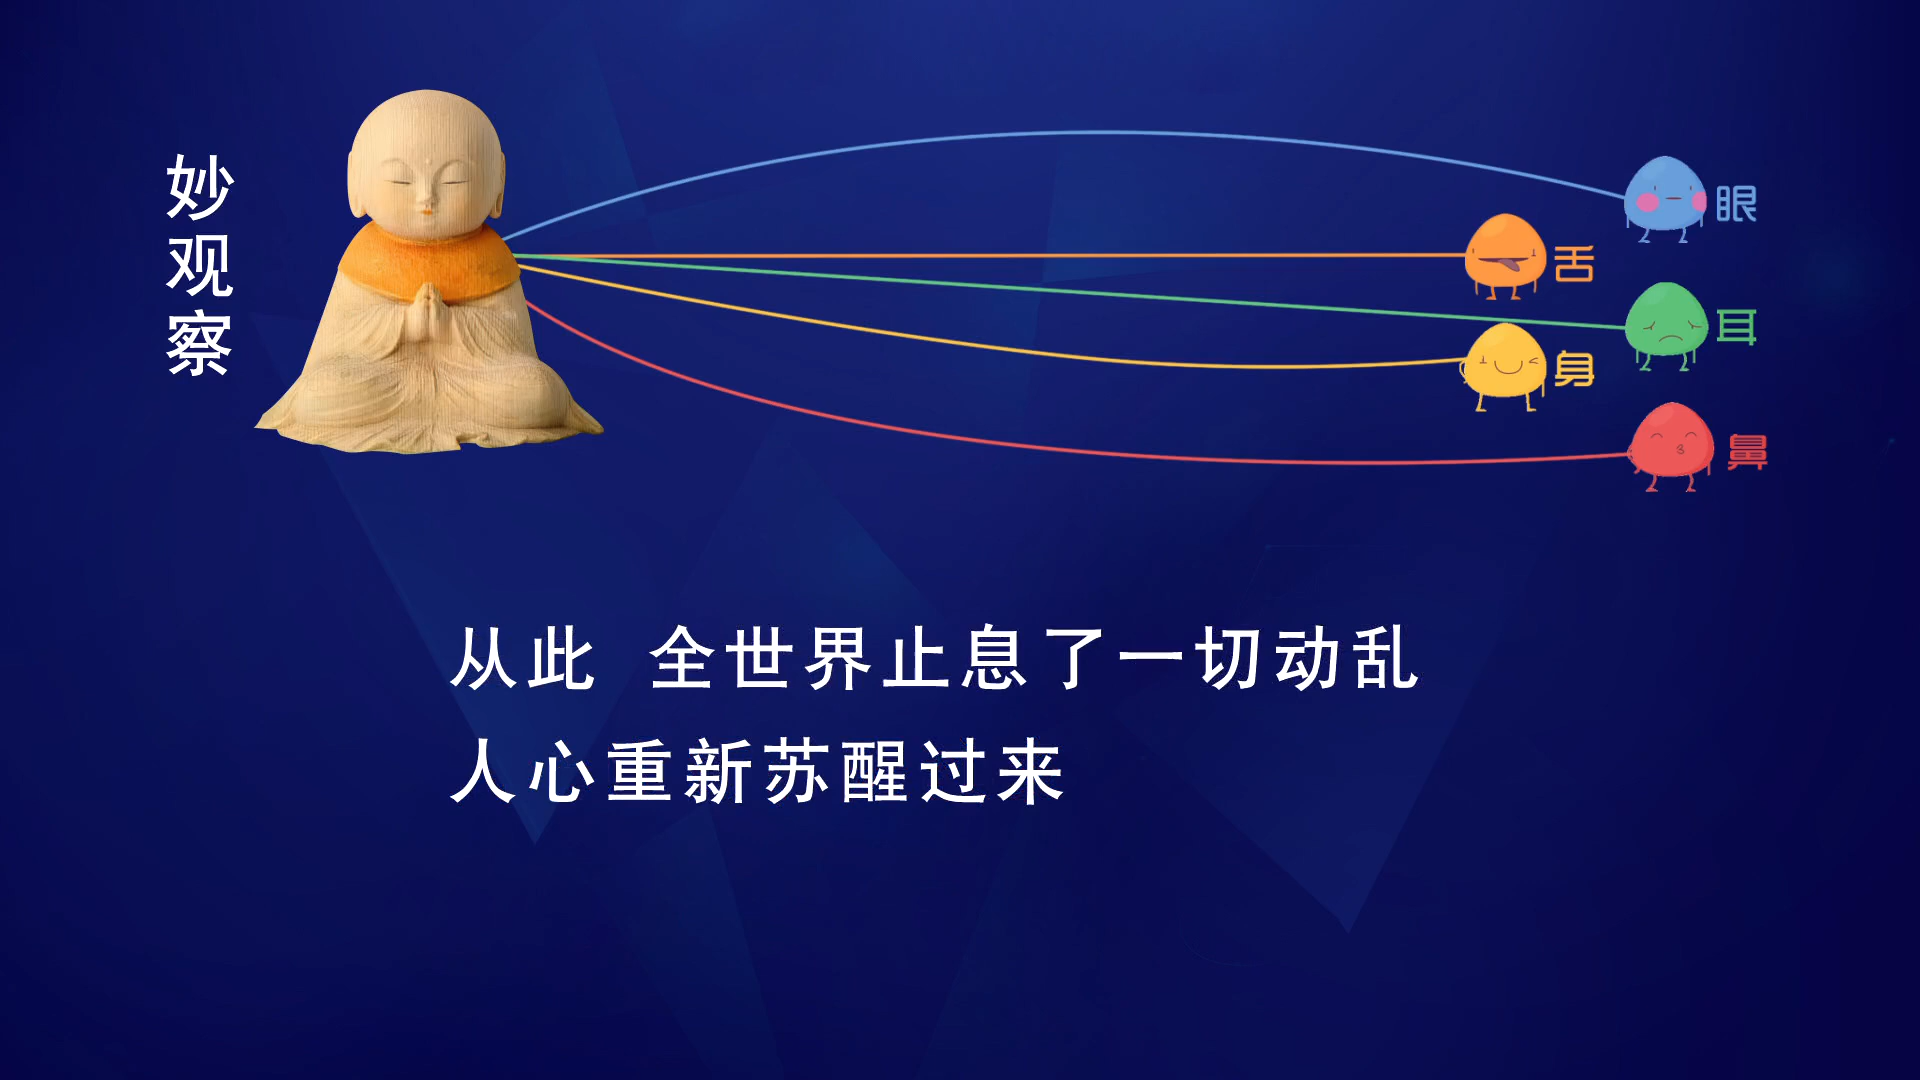 妙观察
眼
舌
耳
身
鼻
从此 全世界止息了一切动乱
人心重新苏醒过来